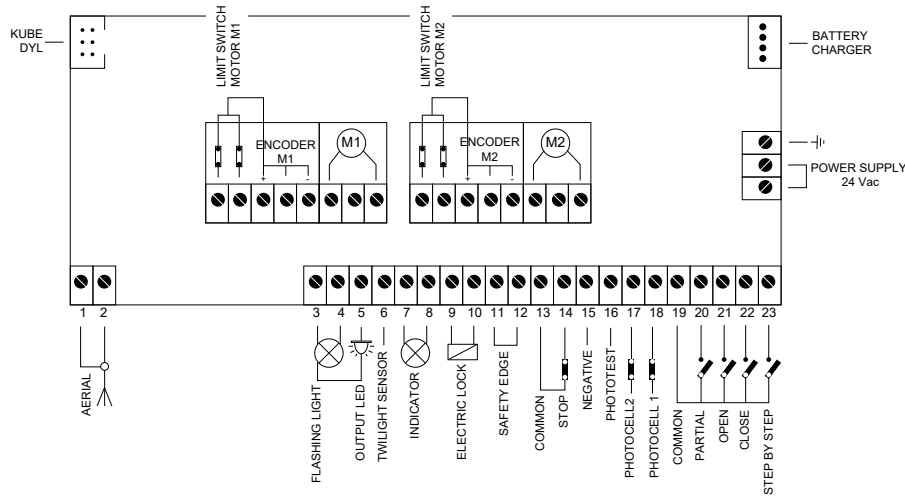 KUBE
DYL
LIMIT SWITCH
MOTOR M1
LIMIT SWITCH
MOTOR M2
BATTERY
CHARGER
ENCODER
M1
+ -
M1
ENCODER
M2
+ -
M2
POWER SUPPLY
24 Vac
1 2
3 4 5 6 7 8 9 10 11 12 13 14 15 16 17 18 19 20 21 22 23
AERIAL
FLASHING LIGHT
OUTPUT LED
TWILIGHT SENSOR
INDICATOR
ELECTRIC LOCK
SAFETY EDGE
COMMON
STOP
NEGATIVE
PHOTOTEST
PHOTOCELL2
PHOTOCELL 1
COMMON
PARTIAL
OPEN
CLOSE
STEP BY STEP